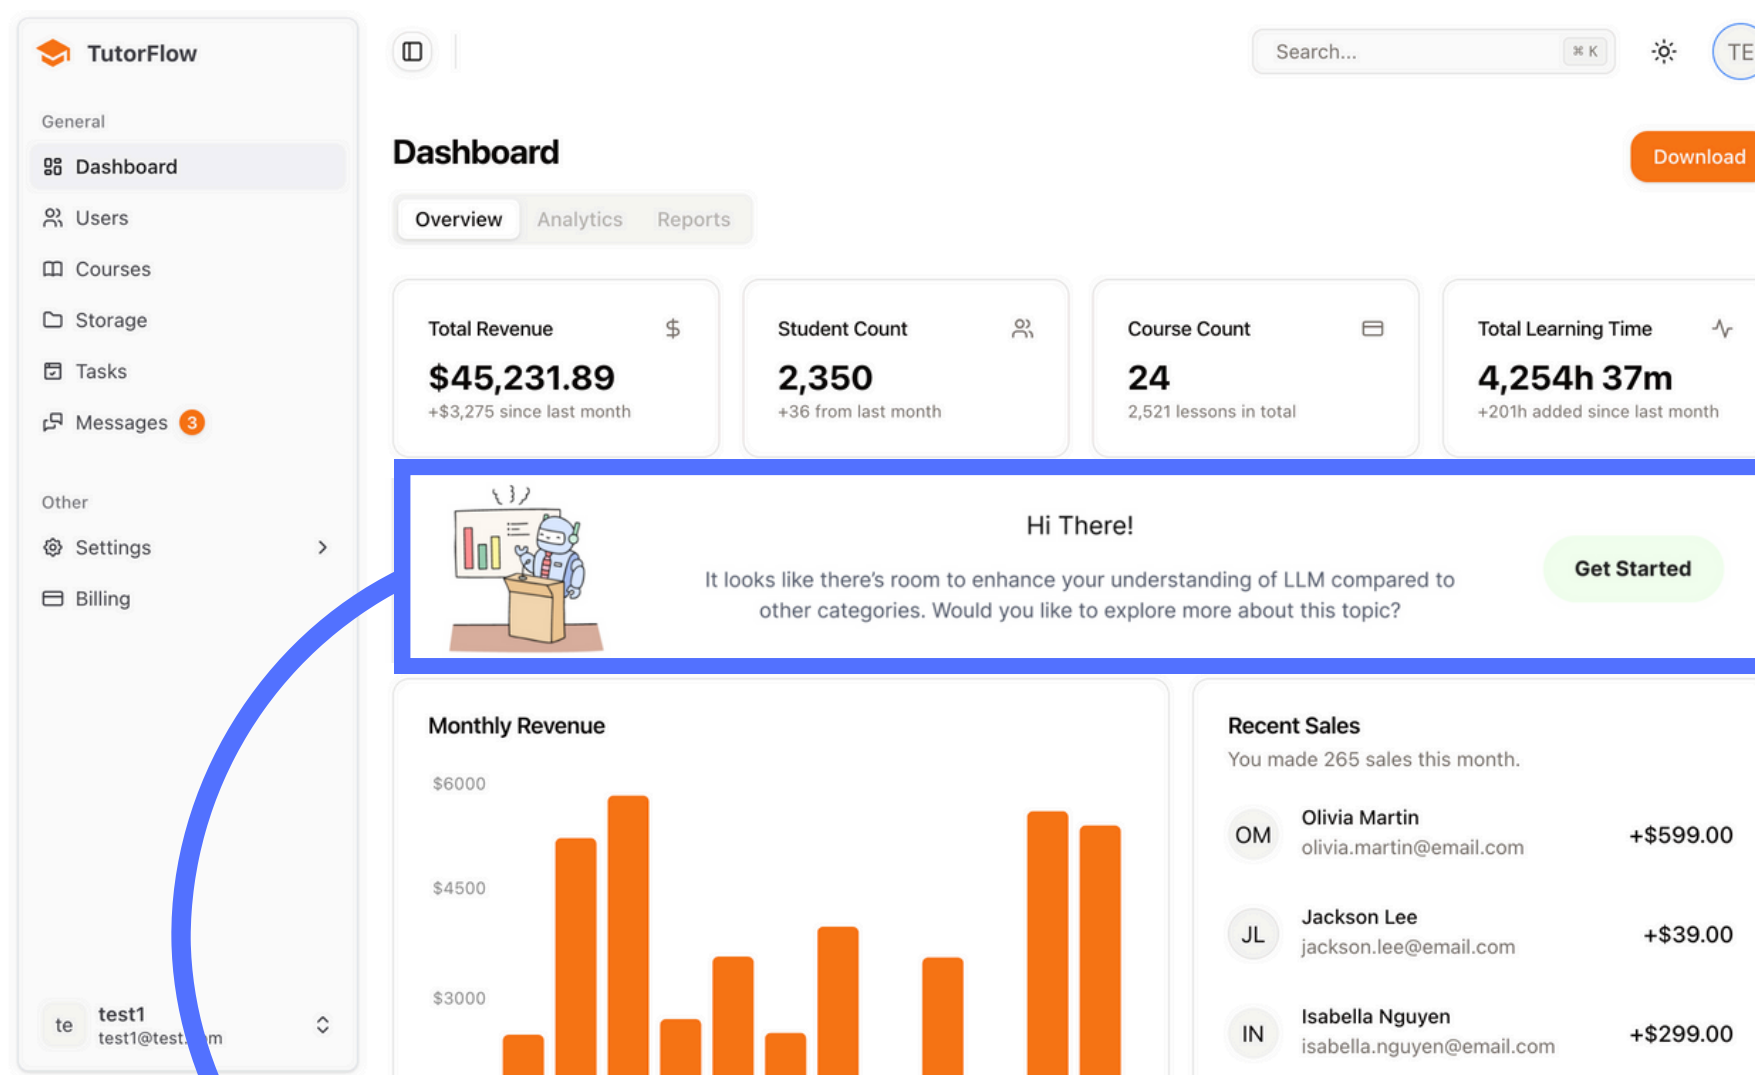 TutorFlow
General
Dashboard
Users
Courses
Storage
Tasks
Messages 3
Other
Settings
Billing
te
test1
Search...
⌘ K
TE
Dashboard
Download
Overview Analytics Reports
Total Revenue
$45,231.89
+$3,275 since last month
Student Count
2,350
+36 from last month
Course Count
24
2,521 lessons in total
Total Learning Time
4,254h 37m
+201h added since last month
Hi There!
It looks like there's room to enhance your understanding of LLM compared to
other categories. Would you like to explore more about this topic?
Get Started
Monthly Revenue
$6000
$4500
$3000
Recent Sales
You made 265 sales this month.
OM
Olivia Martin
olivia.martin@email.com
+$599.00
JL
Jackson Lee
jackson.lee@email.com
+$39.00
IN
Isabella Nguyen
isabella.nguyen@email.com
+$299.00